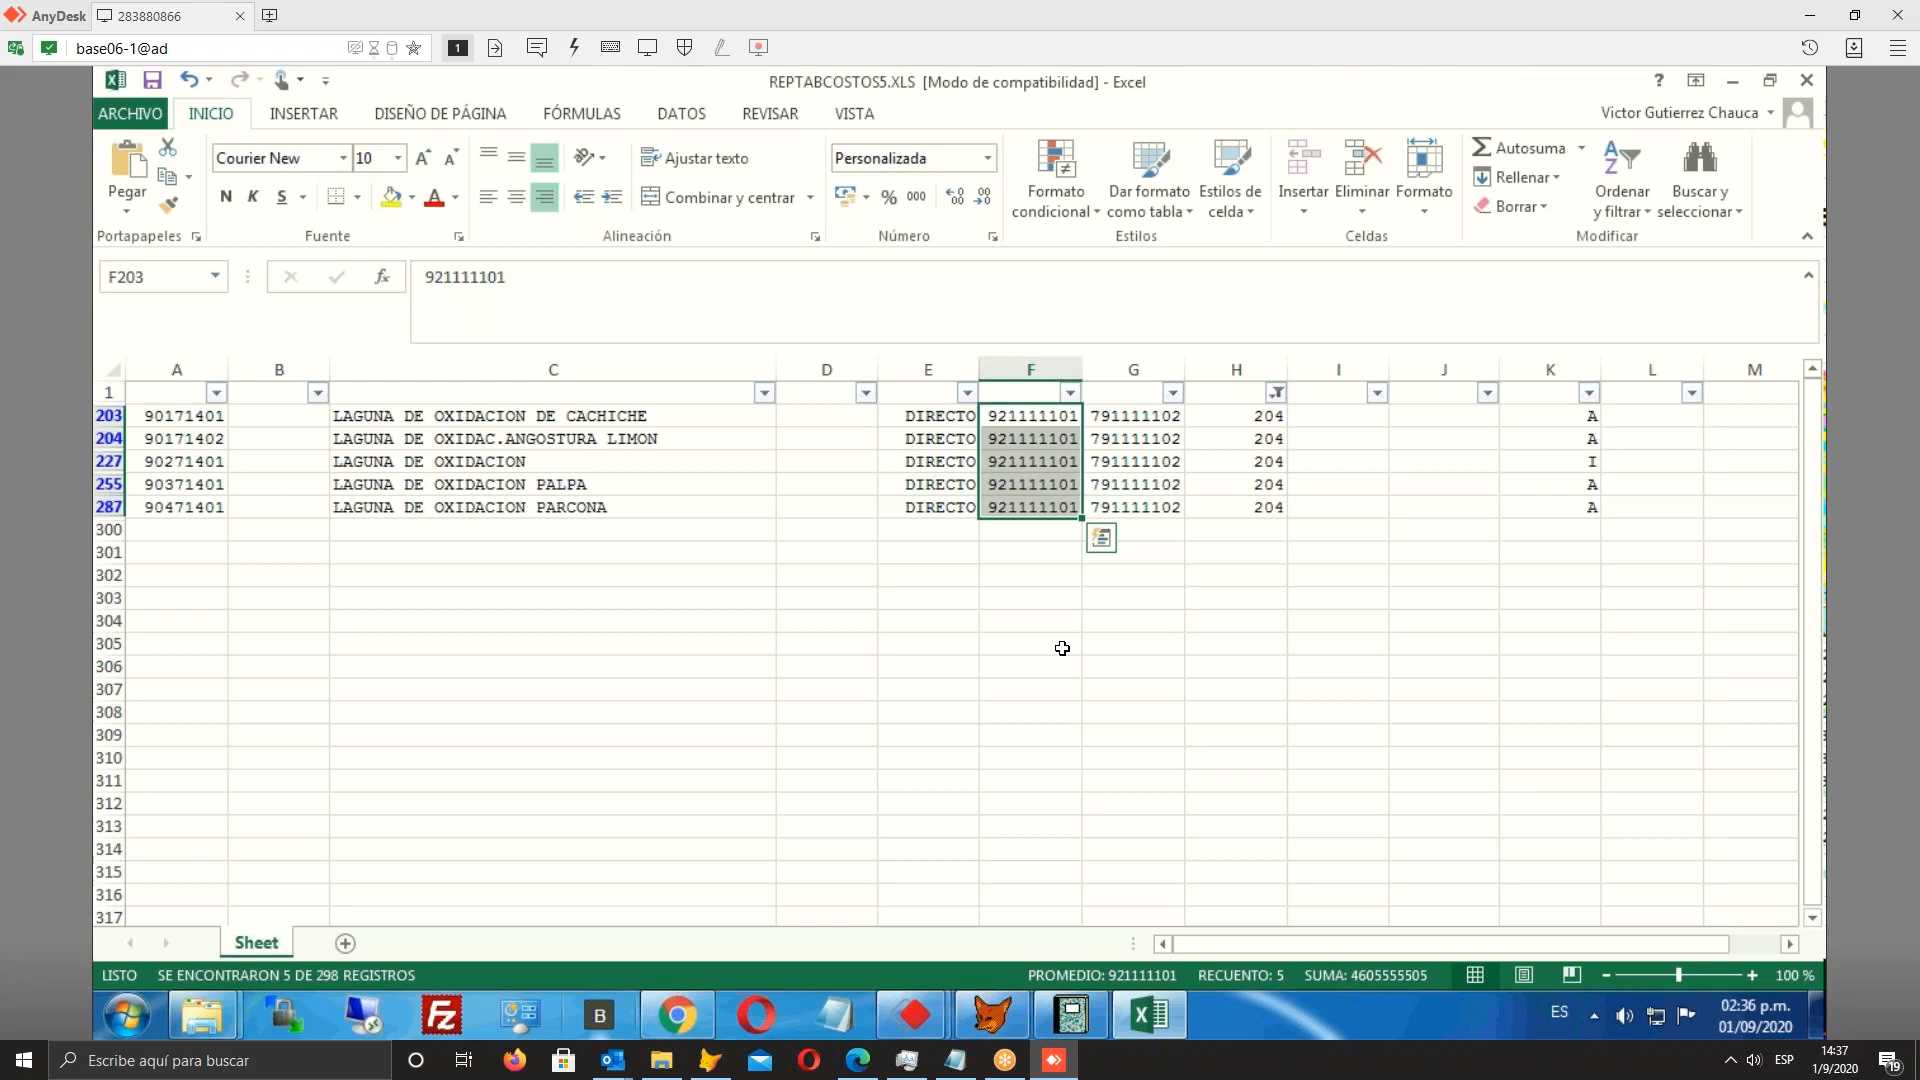 AnyDesk 283880866
base06-1@ad 1
REPTABCOSTOS5.XLS [Modo de compatibilidad] - Excel
ARCHIVO INICIO INSERTAR DISEÑO DE PÁGINA FÓRMULAS DATOS REVISAR VISTA Victor Gutierrez Chauca
Pegar
Portapapeles
Courier New 10
N K S
Fuente
Ajustar texto
Combinar y centrar
Alineación
Personalizada
% 000
Número
Formato condicional
Dar formato como tabla
Estilos de celda
Estilos
Insertar Eliminar Formato
Celdas
Autosuma
Rellenar
Borrar
Ordenar y filtrar
Buscar y seleccionar
Modificar
F203 fx 921111101
A B C D E F G H I J K L M
1
203 90171401 LAGUNA DE OXIDACION DE CACHICHE DIRECTO 921111101 791111102 204 A
204 90171402 LAGUNA DE OXIDAC.ANGOSTURA LIMON DIRECTO 921111101 791111102 204 A
227 90271401 LAGUNA DE OXIDACION DIRECTO 921111101 791111102 204 I
255 90371401 LAGUNA DE OXIDACION PALPA DIRECTO 921111101 791111102 204 A
287 90471401 LAGUNA DE OXIDACION PARCONA DIRECTO 921111101 791111102 204 A
300
301
302
303
304
305
306
307
308
309
310
311
312
313
314
315
316
317
Sheet
LISTO SE ENCONTRARON 5 DE 298 REGISTROS PROMEDIO: 921111101 RECUENTO: 5 SUMA: 4605555505 100 %
ES 02:36 p.m.
01/09/2020
Escribe aquí para buscar ESP 14:37
1/9/2020 19